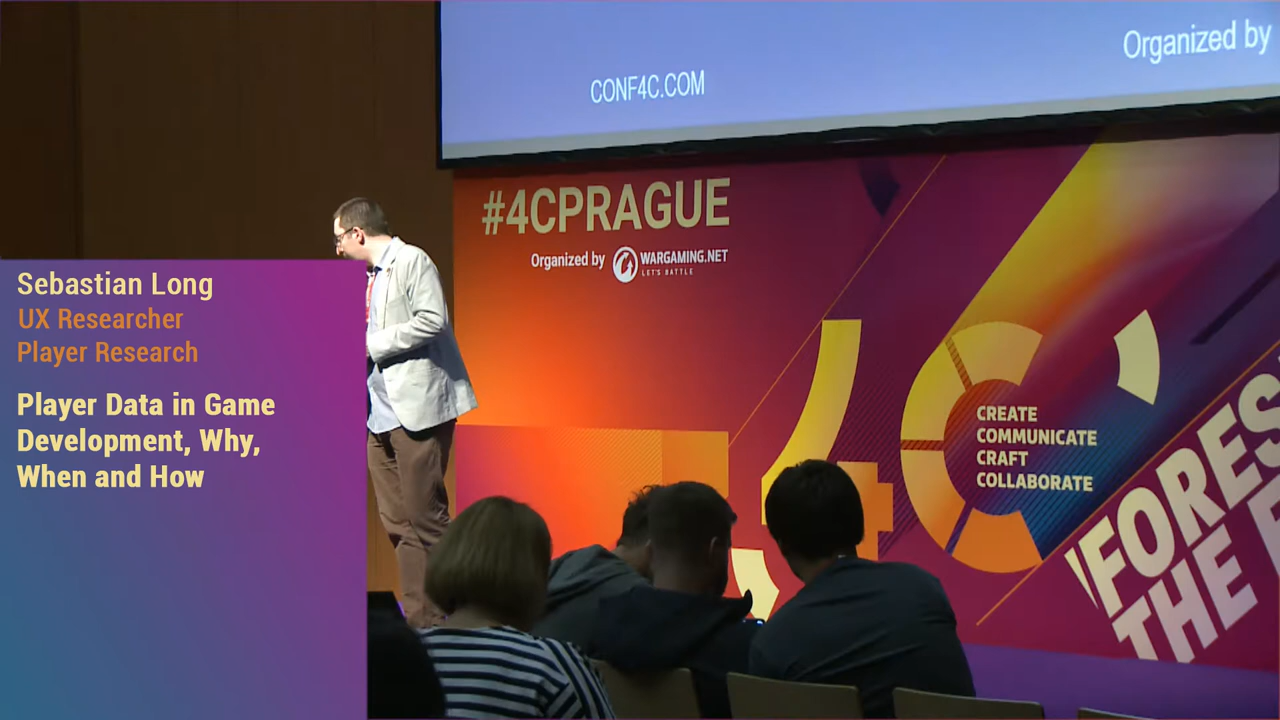 Organized by
CONF4C.COM
#4CPRAGUE
Organized by WARGAMING.NET
LET'S BATTLE
Sebastian Long
UX Researcher
Player Research
Player Data in Game
Development, Why,
When and How
4C
CREATE
COMMUNICATE
CRAFT
COLLABORATE
THE